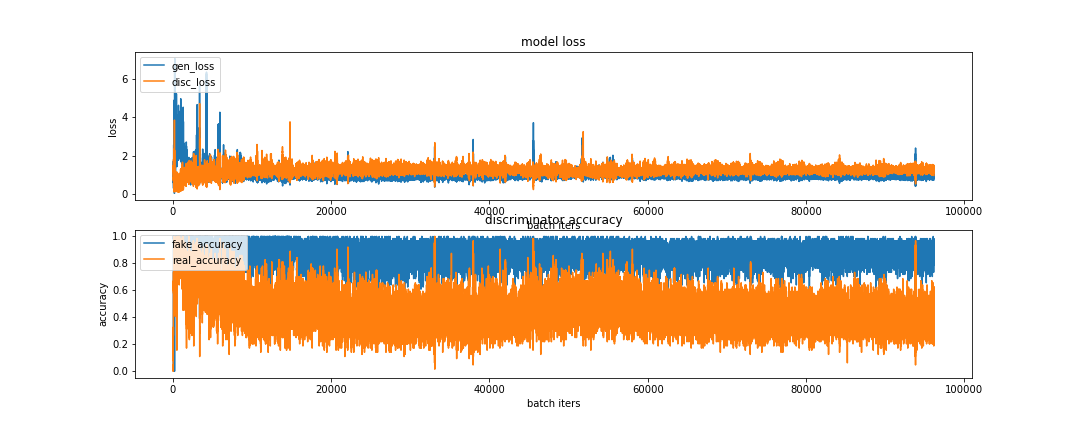 model loss
gen_loss
disc_loss
6
4
2
0
loss
0
20000
40000
60000
80000
100000
batch iters
discriminator accuracy
fake_accuracy
real_accuracy
1.0
0.8
0.6
0.4
0.2
0.0
accuracy
0
20000
40000
60000
80000
100000
batch iters